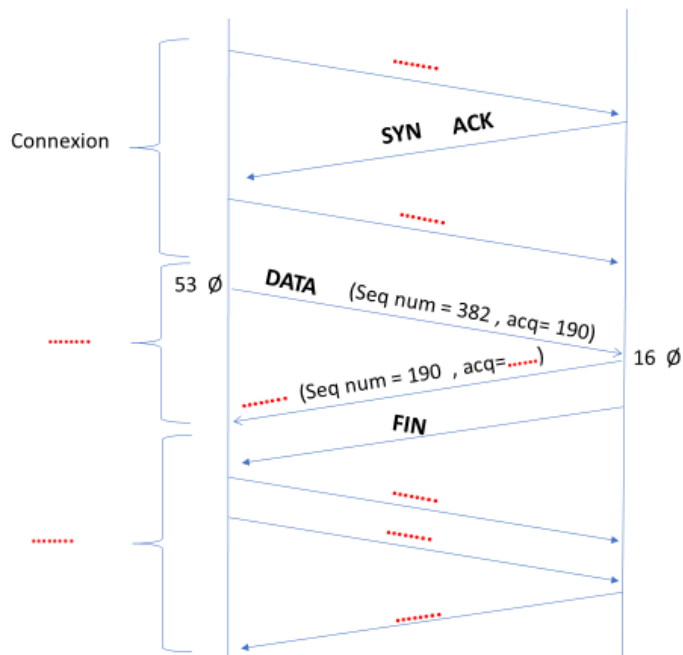 ........
SYN ACK
Connexion
........
53 Ø DATA (Seq num = 382 , acq= 190)
........
16 Ø
........ (Seq num = 190 , acq=......)
FIN
........
........
........
........